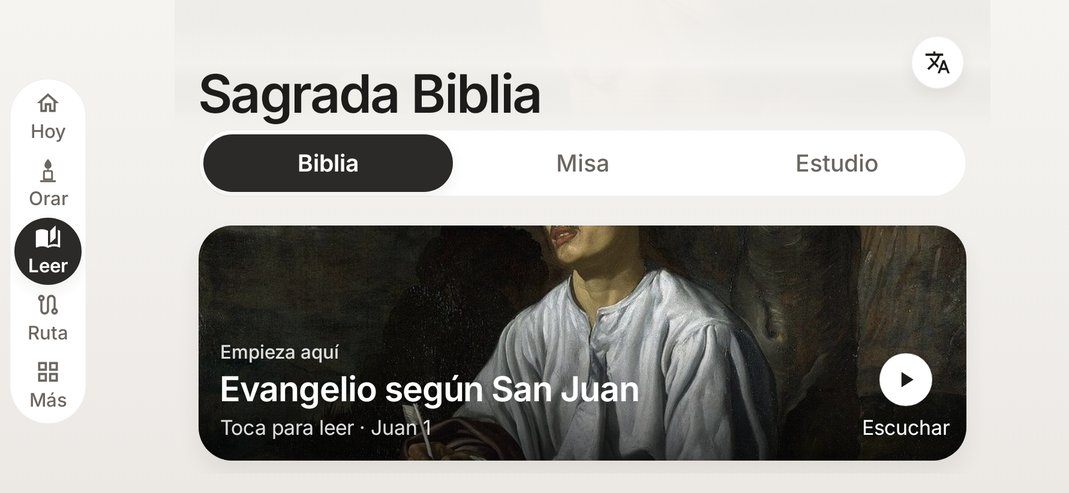 Sagrada Biblia
Biblia
Misa
Estudio
Hoy
Orar
Leer
Ruta
Más
Empieza aquí
Evangelio según San Juan
Toca para leer · Juan 1
Escuchar